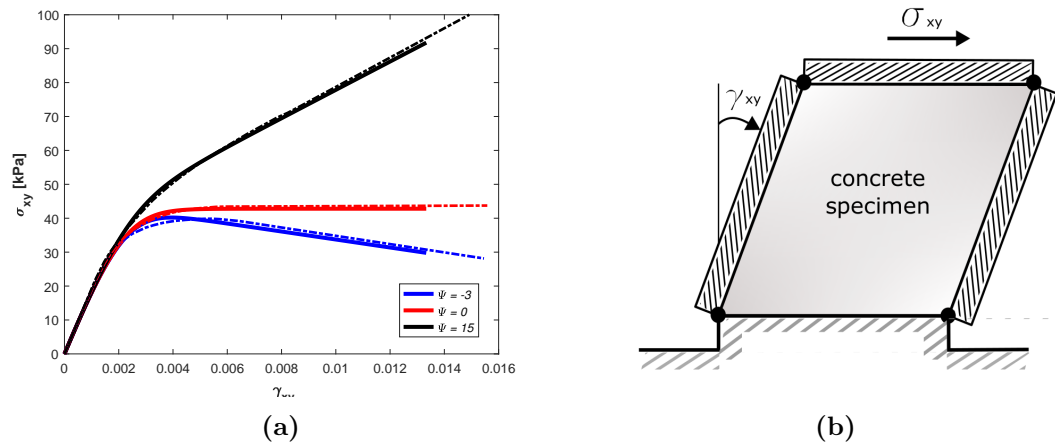 100
90
80
70
60
50
40
30
20
10
0
σxy [kPa]
0 0.002 0.004 0.006 0.008 0.01 0.012 0.014 0.016
γxy
Ψ = -3
Ψ = 0
Ψ = 15
(a)
σxy
γxy
concrete
specimen
(b)